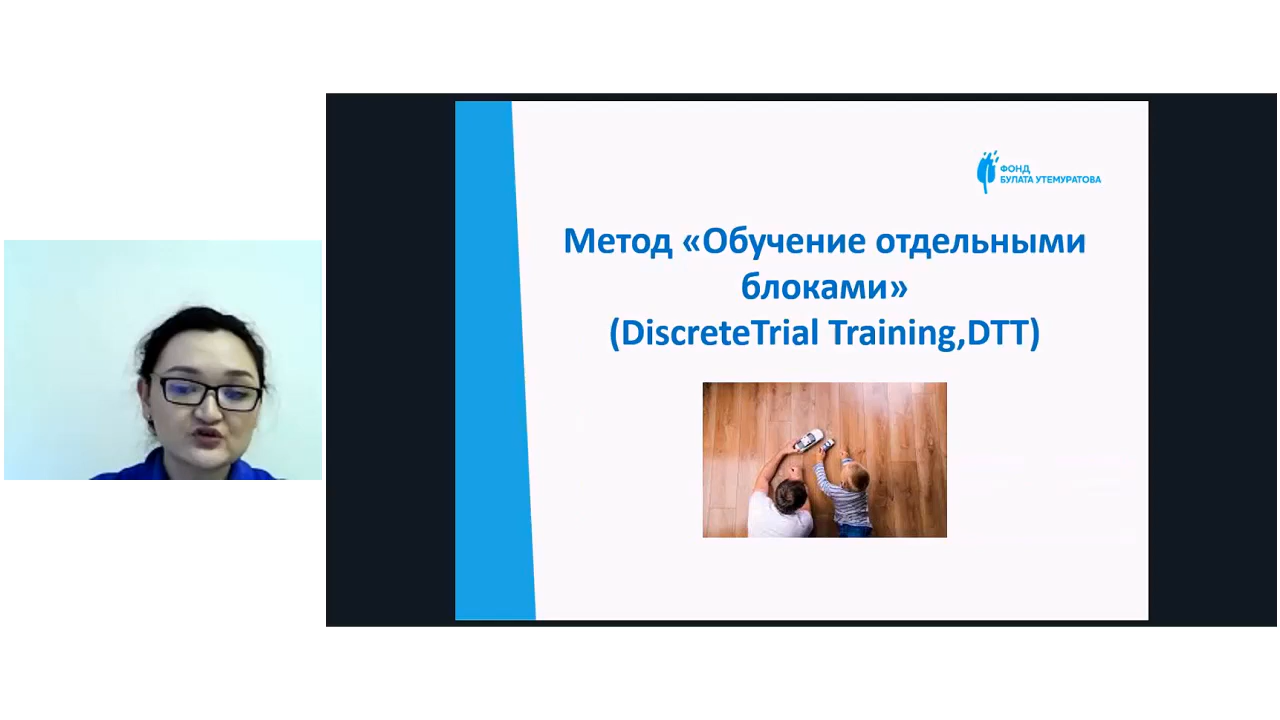 ФОНД
БУЛАТА УТЕМУРАТОВА
Метод «Обучение отдельными
блоками»
(DiscreteTrial Training,DTT)